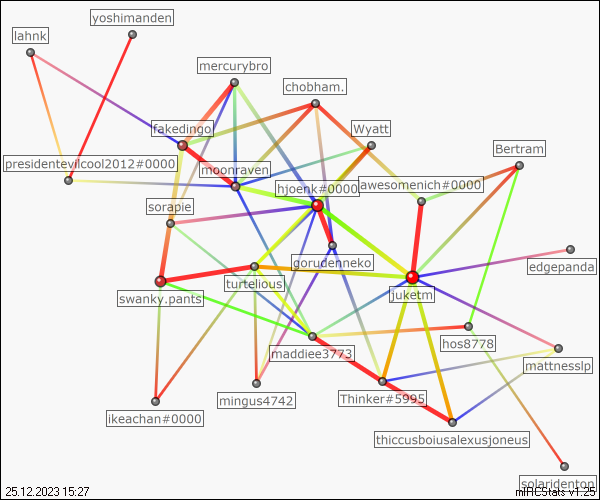 yoshimanden
lahnk
mercurybro
chobham.
fakedingo
Wyatt
Bertram
presidentevilcool2012#0000
moonraven
hjoenk#0000
awesomenich#0000
sorapie
gorudenneko
edgepanda
turtelious
swanky.pants
juketm
maddiee3773
hos8778
mattnesslp
mingus4742
Thinker#5995
ikeachan#0000
thiccusboiusalexusjoneus
solaridenton
25.12.2023 15:27
mIRCStats v1.25